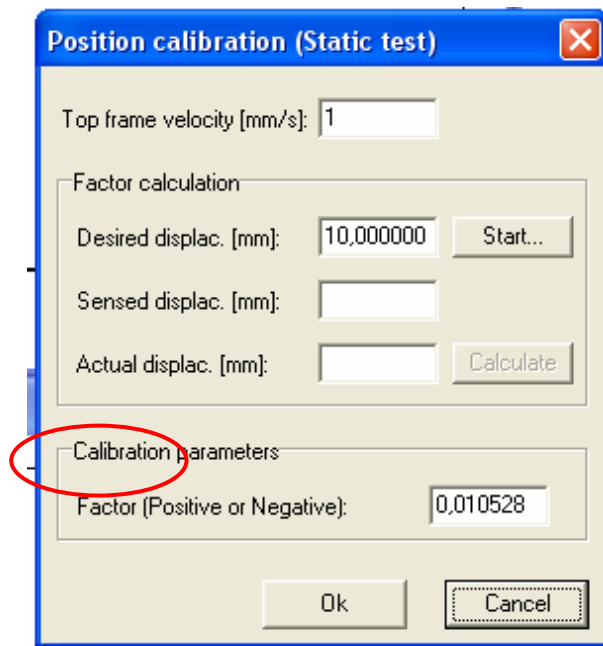 Position calibration (Static test)
Top frame velocity [mm/s]: 1
Factor calculation
Desired displac. [mm]: 10,000000 Start...
Sensed displac. [mm]:
Actual displac. [mm]: Calculate
Calibration parameters
Factor (Positive or Negative): 0,010528
Ok Cancel